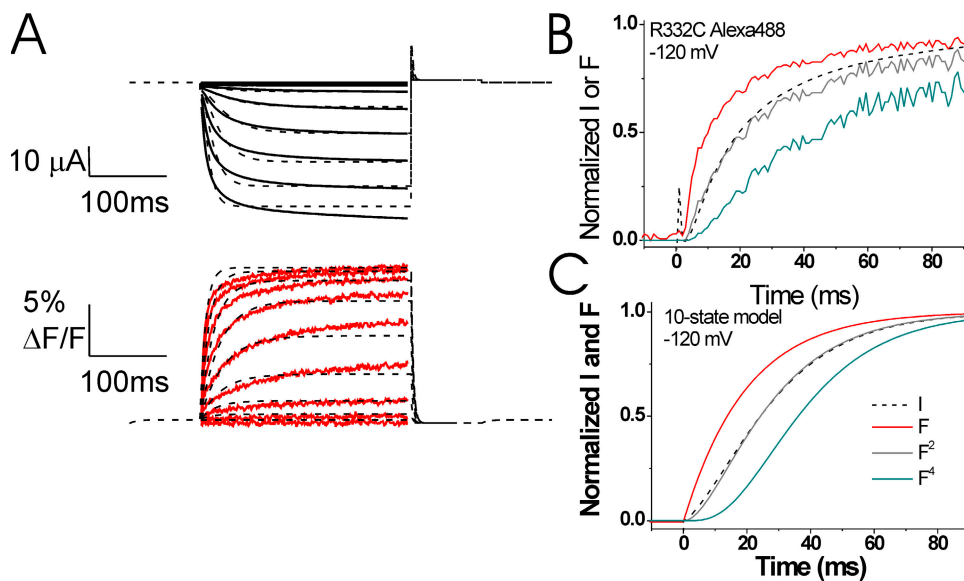 A
10 μA
100ms
5%
ΔF/F
100ms
B
R332C Alexa488
-120 mV
Normalized I or F
1.0
0.5
0.0
0
20
40
60
80
Time (ms)
C
10-state model
-120 mV
Normalized I and F
1.0
0.5
0.0
I
F
F²
F⁴
0
20
40
60
80
Time (ms)